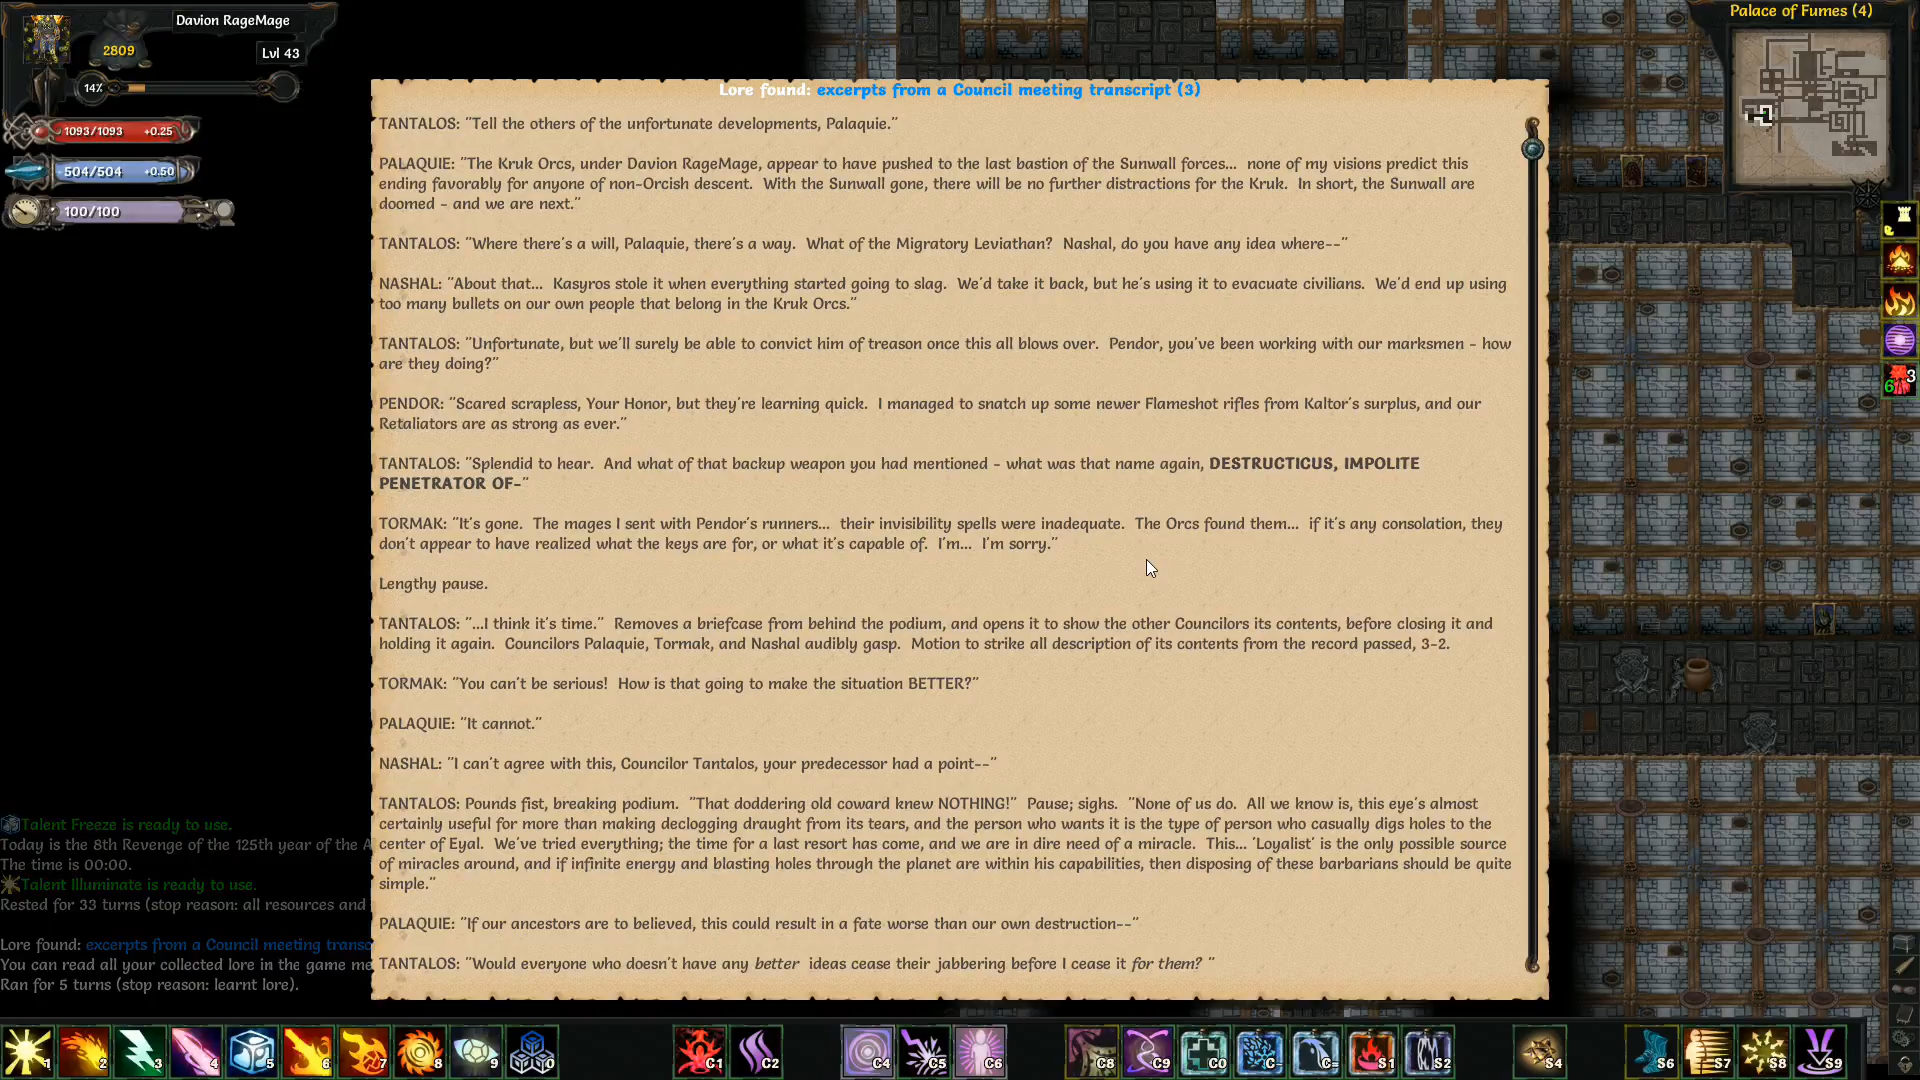 Davion RageMage
2809
Lvl 43
14%
1093/1093 +0.25
504/504 +0.50
100/100
Palace of Fumes (4)
Lore found: excerpts from a Council meeting transcript (3)
TANTALOS: "Tell the others of the unfortunate developments, Palaquie."
PALAQUIE: "The Kruk Orcs, under Davion RageMage, appear to have pushed to the last bastion of the Sunwall forces... none of my visions predict this
ending favorably for anyone of non-Orcish descent. With the Sunwall gone, there will be no further distractions for the Kruk. In short, the Sunwall are
doomed - and we are next."
TANTALOS: "Where there's a will, Palaquie, there's a way. What of the Migratory Leviathan? Nashal, do you have any idea where--"
NASHAL: "About that... Kasyros stole it when everything started going to slag. We'd take it back, but he's using it to evacuate civilians. We'd end up using
too many bullets on our own people that belong in the Kruk Orcs."
TANTALOS: "Unfortunate, but we'll surely be able to convict him of treason once this all blows over. Pendor, you've been working with our marksmen - how
are they doing?"
PENDOR: "Scared scrapless, Your Honor, but they're learning quick. I managed to snatch up some newer Flameshot rifles from Kaltor's surplus, and our
Retaliators are as strong as ever."
TANTALOS: "Splendid to hear. And what of that backup weapon you had mentioned - what was that name again, DESTRUCTICUS, IMPOLITE
PENETRATOR OF-"
TORMAK: "It's gone. The mages I sent with Pendor's runners... their invisibility spells were inadequate. The Orcs found them... if it's any consolation, they
don't appear to have realized what the keys are for, or what it's capable of. I'm... I'm sorry."
Lengthy pause.
TANTALOS: "...I think it's time." Removes a briefcase from behind the podium, and opens it to show the other Councilors its contents, before closing it and
holding it again. Councilors Palaquie, Tormak, and Nashal audibly gasp. Motion to strike all description of its contents from the record passed, 3-2.
TORMAK: "You can't be serious! How is that going to make the situation BETTER?"
PALAQUIE: "It cannot."
NASHAL: "I can't agree with this, Councilor Tantalos, your predecessor had a point--"
TANTALOS: Pounds fist, breaking podium. "That doddering old coward knew NOTHING!" Pause; sighs. "None of us do. All we know is, this eye's almost
certainly useful for more than making declogging draught from its tears, and the person who wants it is the type of person who casually digs holes to the
center of Eyal. We've tried everything; the time for a last resort has come, and we are in dire need of a miracle. This... 'Loyalist' is the only possible source
of miracles around, and if infinite energy and blasting holes through the planet are within his capabilities, then disposing of these barbarians should be quite
simple."
PALAQUIE: "If our ancestors are to believed, this could result in a fate worse than our own destruction--"
TANTALOS: "Would everyone who doesn't have any better ideas cease their jabbering before I cease it for them? "
6 3
Talent Freeze is ready to use.
Today is the 8th Revenge of the 125th year of the A
The time is 00:00.
Talent Illuminate is ready to use.
Rested for 33 turns (stop reason: all resources and
Lore found: excerpts from a Council meeting transc
You can read all your collected lore in the game me
Ran for 5 turns (stop reason: learnt lore).
1 2 3 4 5 6 7 8 9 0 C1 C2 C4 C5 C6 C8 C9 C0 C- C= S1 S2 S4 S6 S7 S8 S9